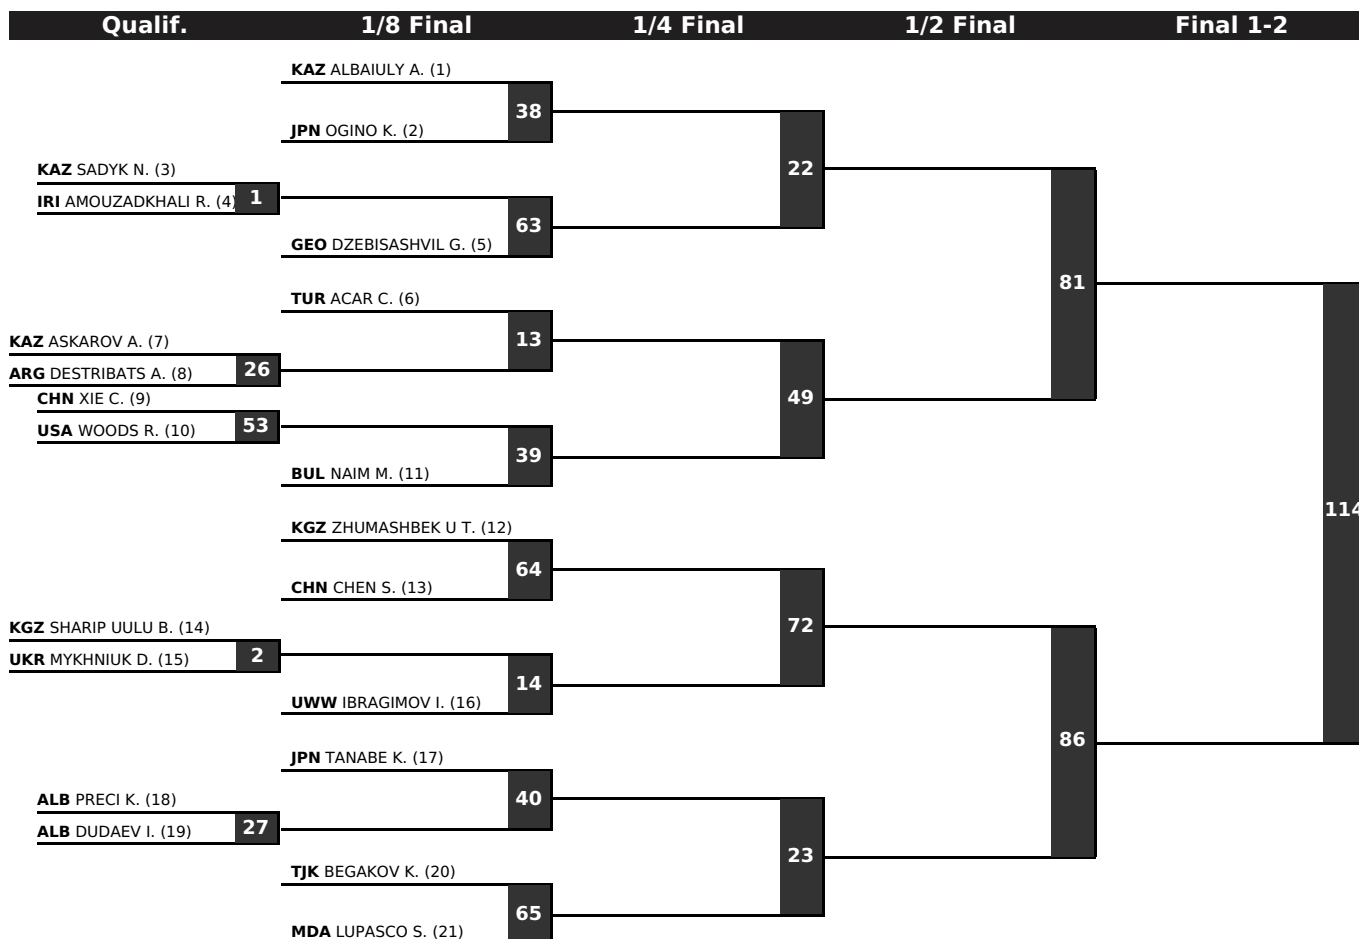 Qualif. 1/8 Final 1/4 Final 1/2 Final Final 1-2
KAZ ALBAIULY A. (1)
38
JPN OGINO K. (2)
KAZ SADYK N. (3)
22
IRI AMOUZADKHALI R. (4) 1
63
GEO DZEBISASHVIL G. (5)
81
TUR ACAR C. (6)
13
KAZ ASKAROV A. (7)
ARG DESTRIBATS A. (8) 26
CHN XIE C. (9)
49
USA WOODS R. (10) 53
39
BUL NAIM M. (11)
114
KGZ ZHUMASHBEK U T. (12)
64
CHN CHEN S. (13)
KGZ SHARIP UULU B. (14)
72
UKR MYKHNIUK D. (15) 2
14
UWW IBRAGIMOV I. (16)
86
JPN TANABE K. (17)
40
ALB PRECI K. (18)
ALB DUDAEV I. (19) 27
23
TJK BEGAKOV K. (20)
65
MDA LUPASCO S. (21)